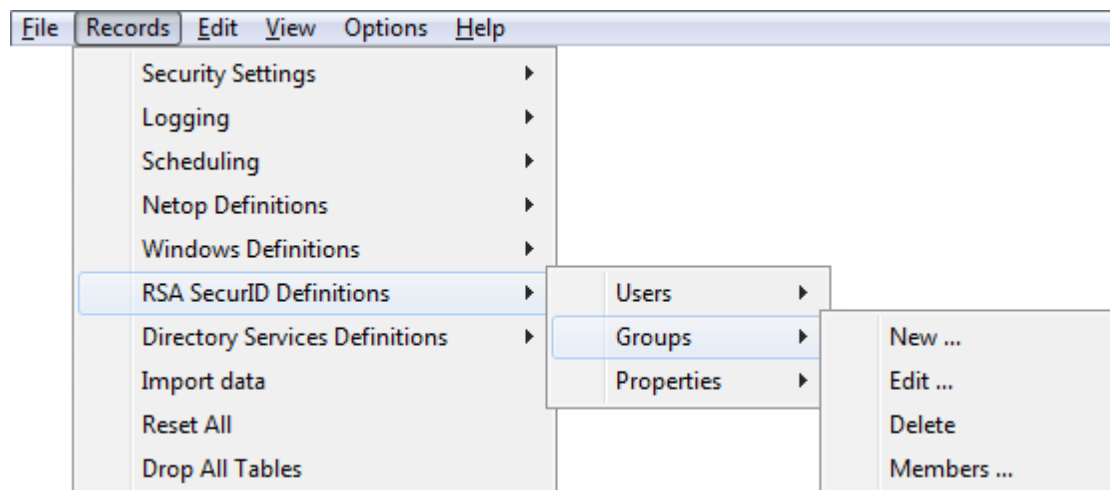 File Records Edit View Options Help
Security Settings
Logging
Scheduling
Netop Definitions
Windows Definitions
RSA SecurID Definitions
Directory Services Definitions
Import data
Reset All
Drop All Tables
Users
Groups
Properties
New ...
Edit ...
Delete
Members ...